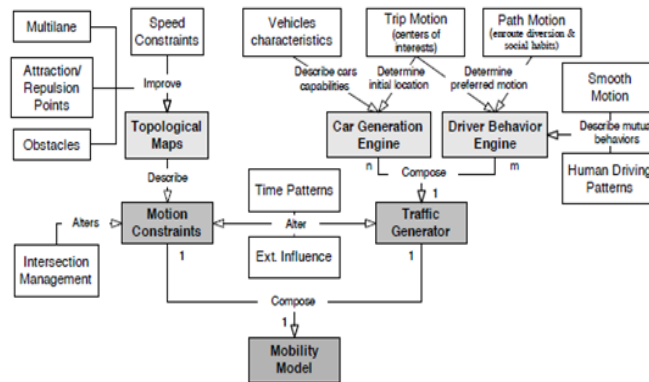 Multilane
Speed
Constraints
Vehicles
characteristics
Trip Motion
(centers of
interests)
Path Motion
(enroute diversion &
social habits)
Attraction/
Repulsion
Points
Improve
Describe cars
capabilities
Determine
initial location
Determine
preferred motion
Smooth
Motion
Obstacles
Topological
Maps
Car Generation
Engine
Driver Behavior
Engine
Describe mutual
behaviors
n
m
Describe
Compose
Human Driving
Patterns
Time Patterns
1
Alters
Motion
Constraints
Alter
Traffic
Generator
Intersection
Management
1
Ext. Influence
1
Compose
1
Mobility
Model